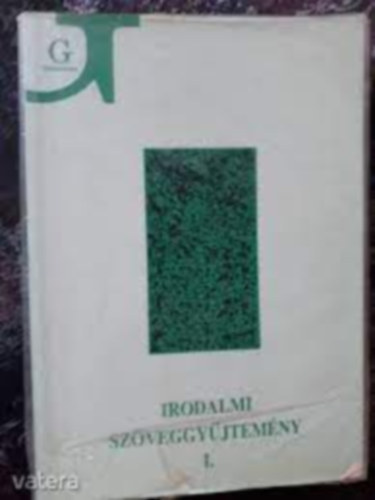 G
IRODALMI
SZÖVEGGYŰJTEMÉNY
I.
vatera